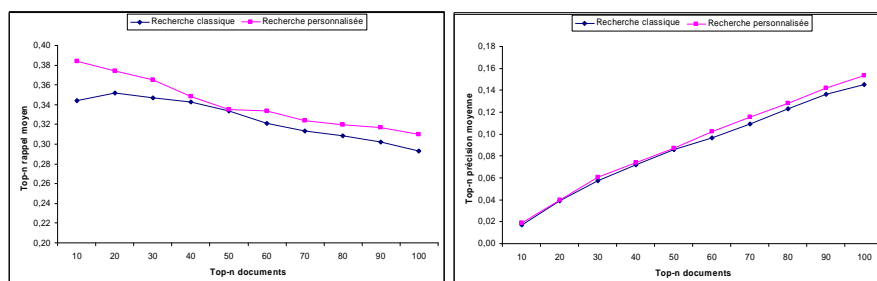 Recherche classique Recherche personnalisée
Top-n rappel moyen
0,40
0,38
0,36
0,34
0,32
0,30
0,28
0,26
0,24
0,22
0,20
10 20 30 40 50 60 70 80 90 100
Top-n documents
Recherche classique Recherche personnalisée
Top-n précision moyenne
0,18
0,16
0,14
0,12
0,10
0,08
0,06
0,04
0,02
0,00
10 20 30 40 50 60 70 80 90 100
Top-n documents